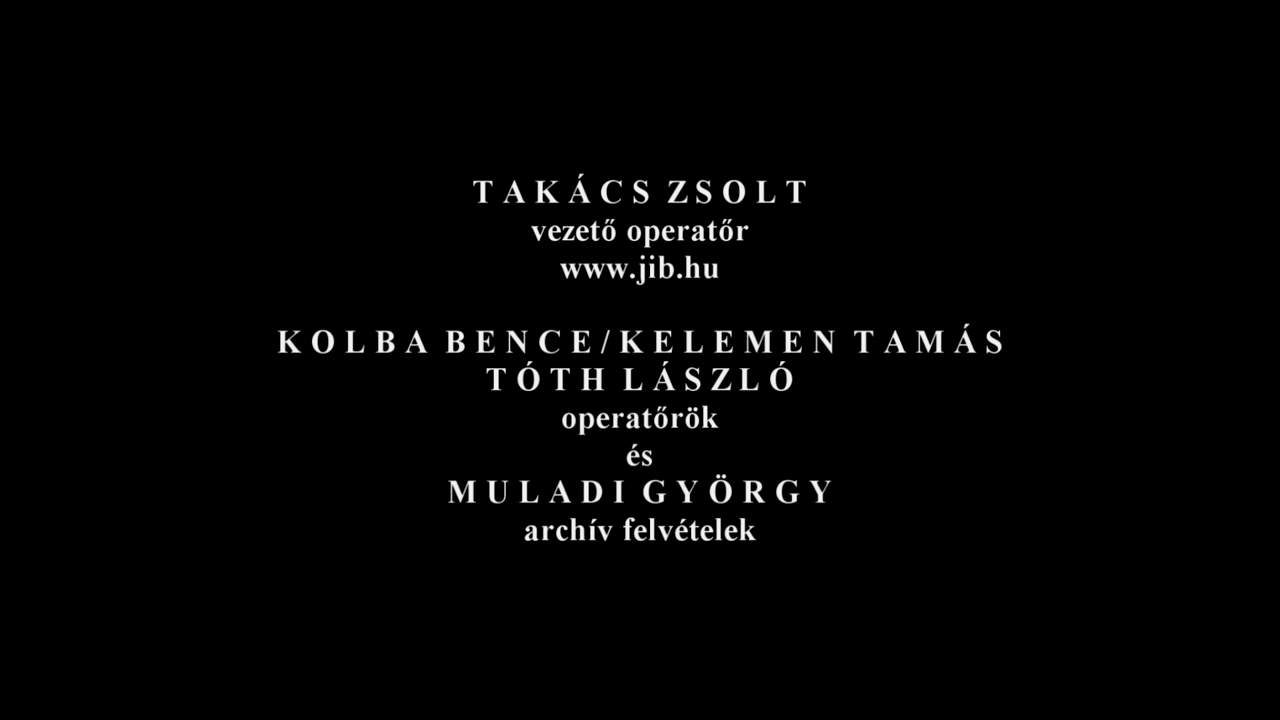 TAKÁCS ZSOLT
vezető operatőr
www.jib.hu
KOLBA BENCE/KELEMEN TAMÁS
TÓTH LÁSZLÓ
operatőrök
és
MULADI GYÖRGY
archív felvételek